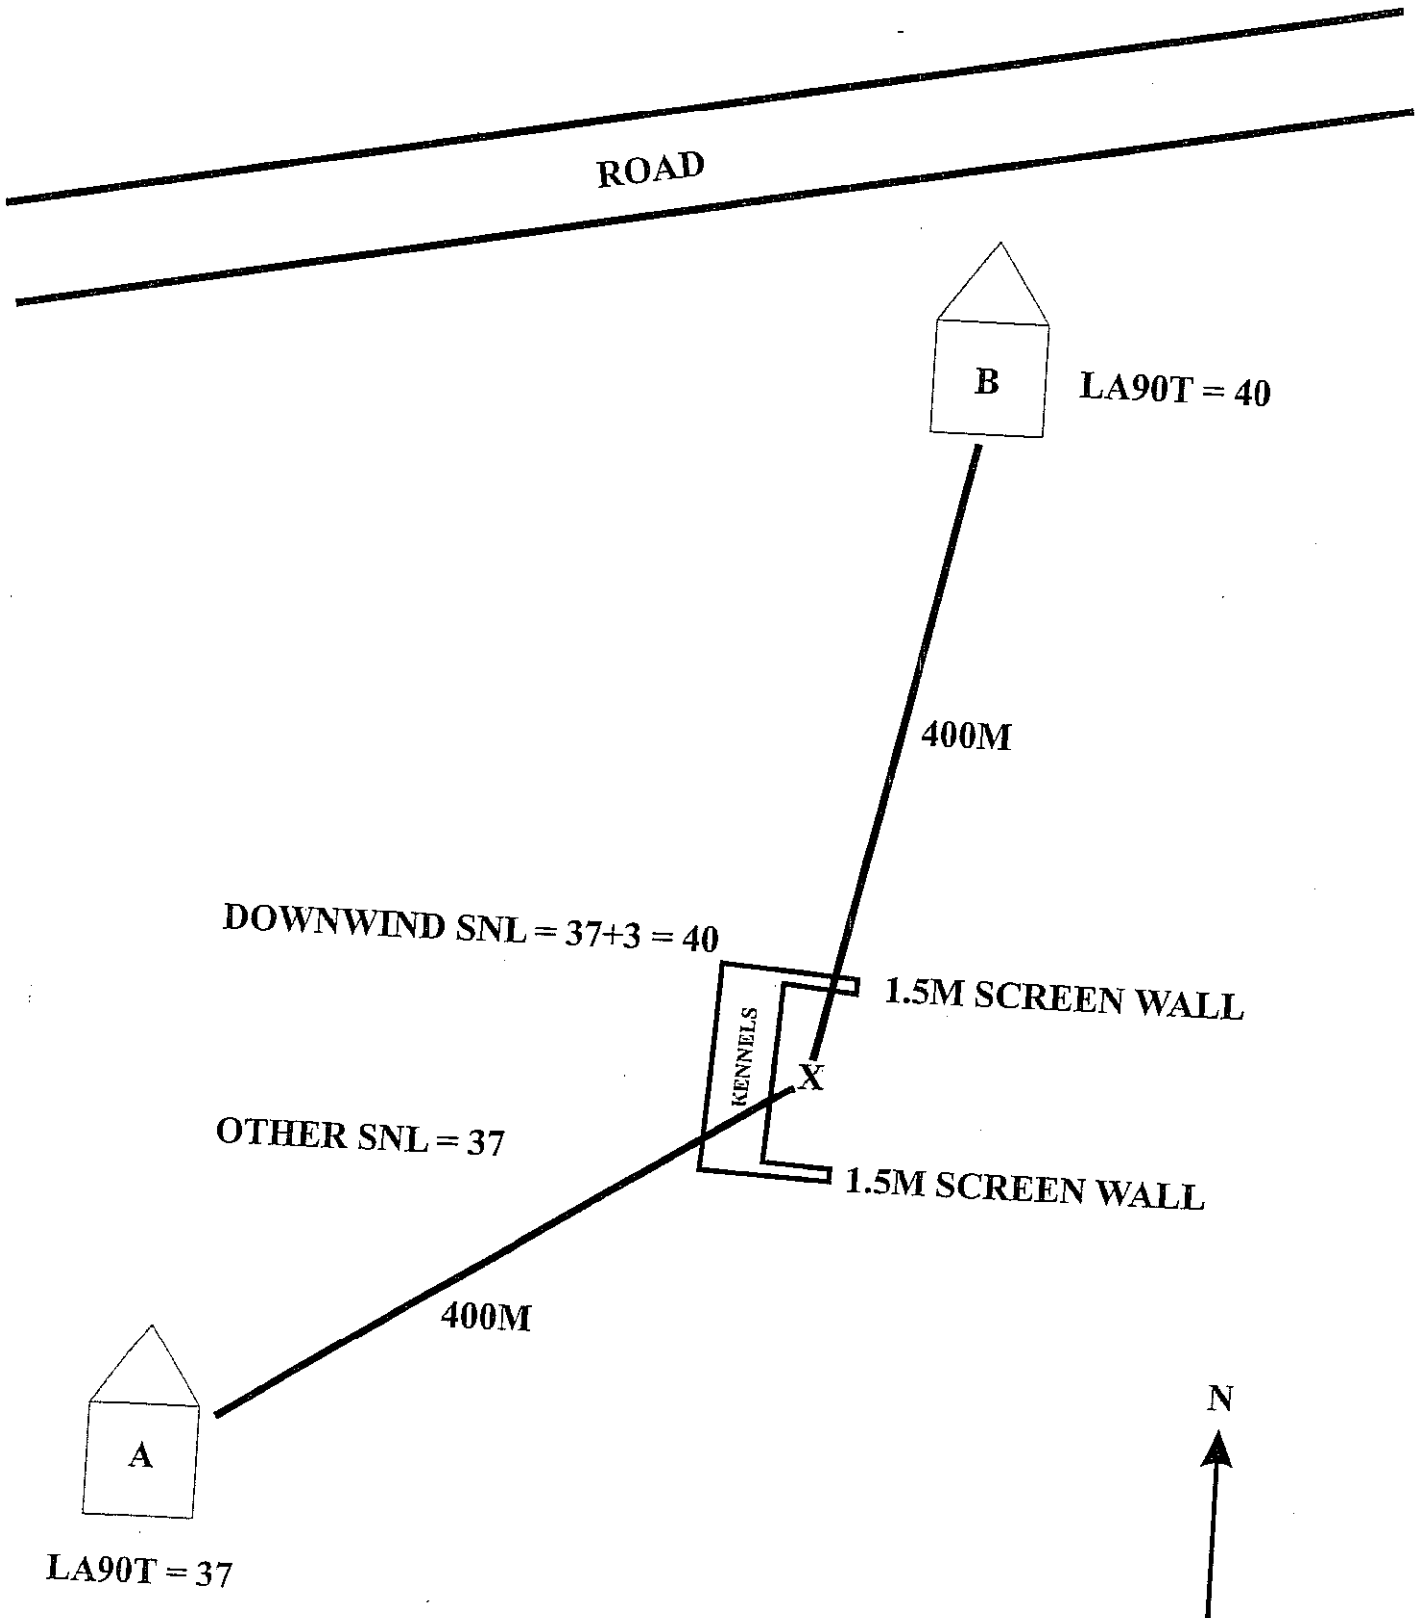 ROAD
B
LA90T = 40
400M
DOWNWIND SNL = 37+3 = 40
1.5M SCREEN WALL
KENNELS
X
OTHER SNL = 37
1.5M SCREEN WALL
400M
N
A
LA90T = 37